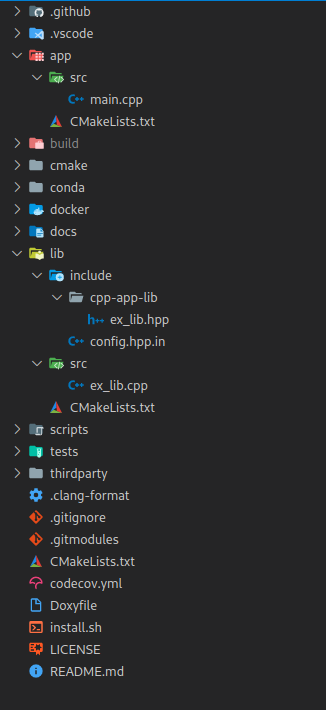 .github
.vscode
app
src
main.cpp
CMakeLists.txt
build
cmake
conda
docker
docs
lib
include
cpp-app-lib
ex_lib.hpp
config.hpp.in
src
ex_lib.cpp
CMakeLists.txt
scripts
tests
thirdparty
.clang-format
.gitignore
.gitmodules
CMakeLists.txt
codecov.yml
Doxyfile
install.sh
LICENSE
README.md